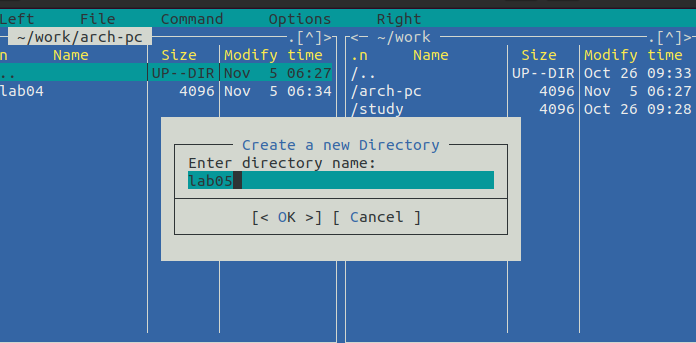 Left File Command Options Right
~/work/arch-pc .[^]> <─ ~/work .[^]>
n Name Size Modify time .n Name Size Modify time
.. UP--DIR Nov 5 06:27 /.. UP--DIR Oct 26 09:33
lab04 4096 Nov 5 06:34 /arch-pc 4096 Nov 5 06:27
/study 4096 Oct 26 09:28
Create a new Directory
Enter directory name:
lab05
[< OK >] [ Cancel ]